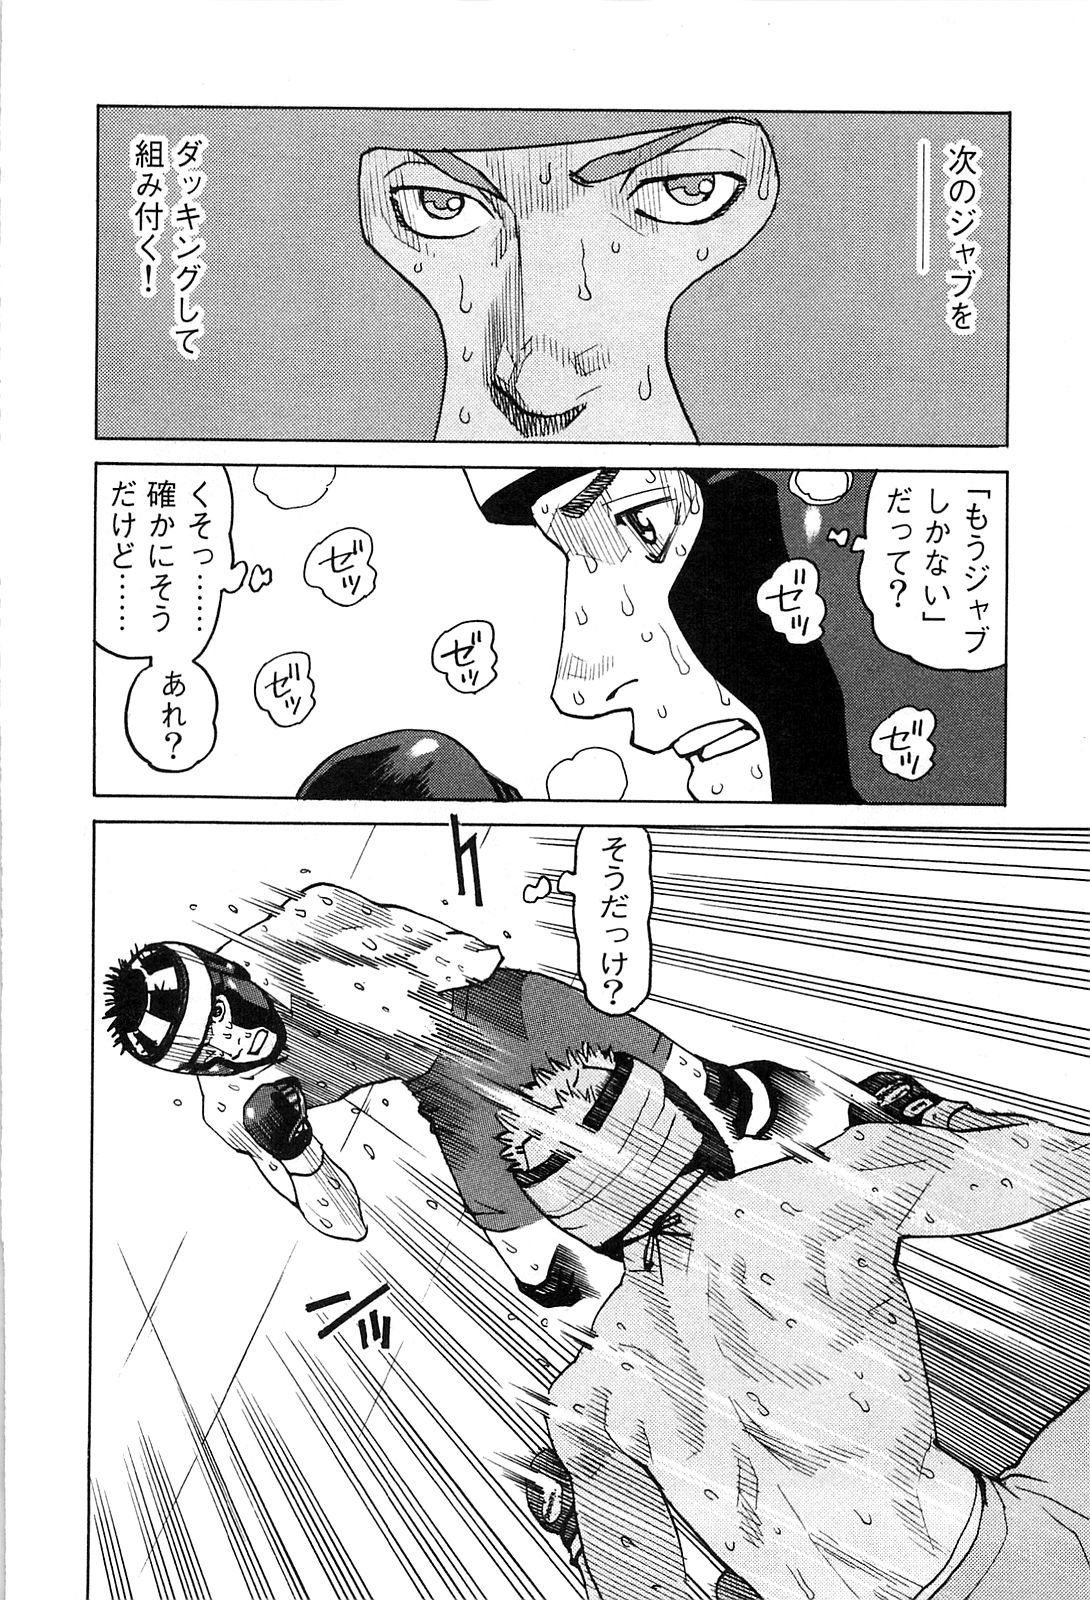 次のジャブを――
ダッキングして
組み付く！
「もうジャブ
しかない」
だって？
ゼッ
ゼッ
ゼッ
ゼッ
ゼッ
くそっ……
確かにそう
だけど……
あれ？
そうだっけ？